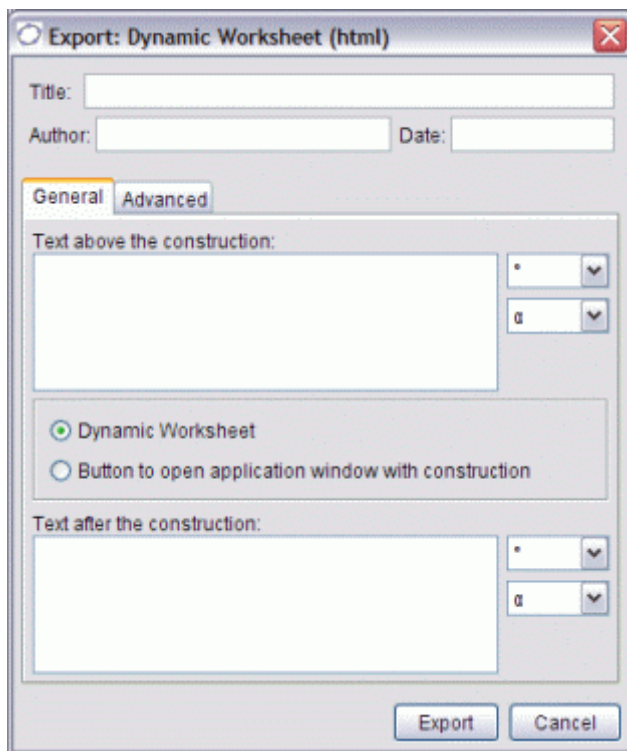 Export: Dynamic Worksheet (html)
Title:
Author: Date:
General Advanced
Text above the construction:
°
α
Dynamic Worksheet
Button to open application window with construction
Text after the construction:
°
α
Export Cancel